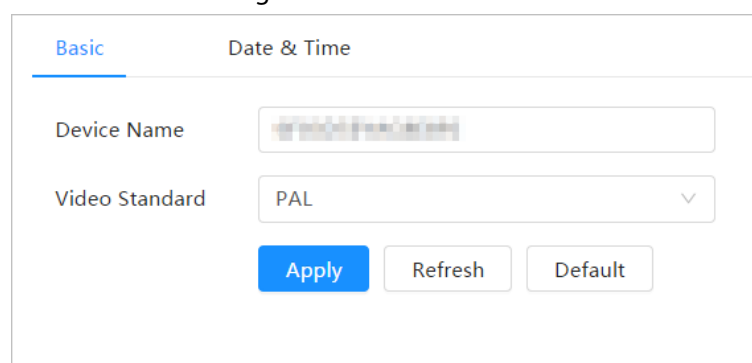 Basic Date & Time
Device Name
Video Standard PAL
Apply Refresh Default